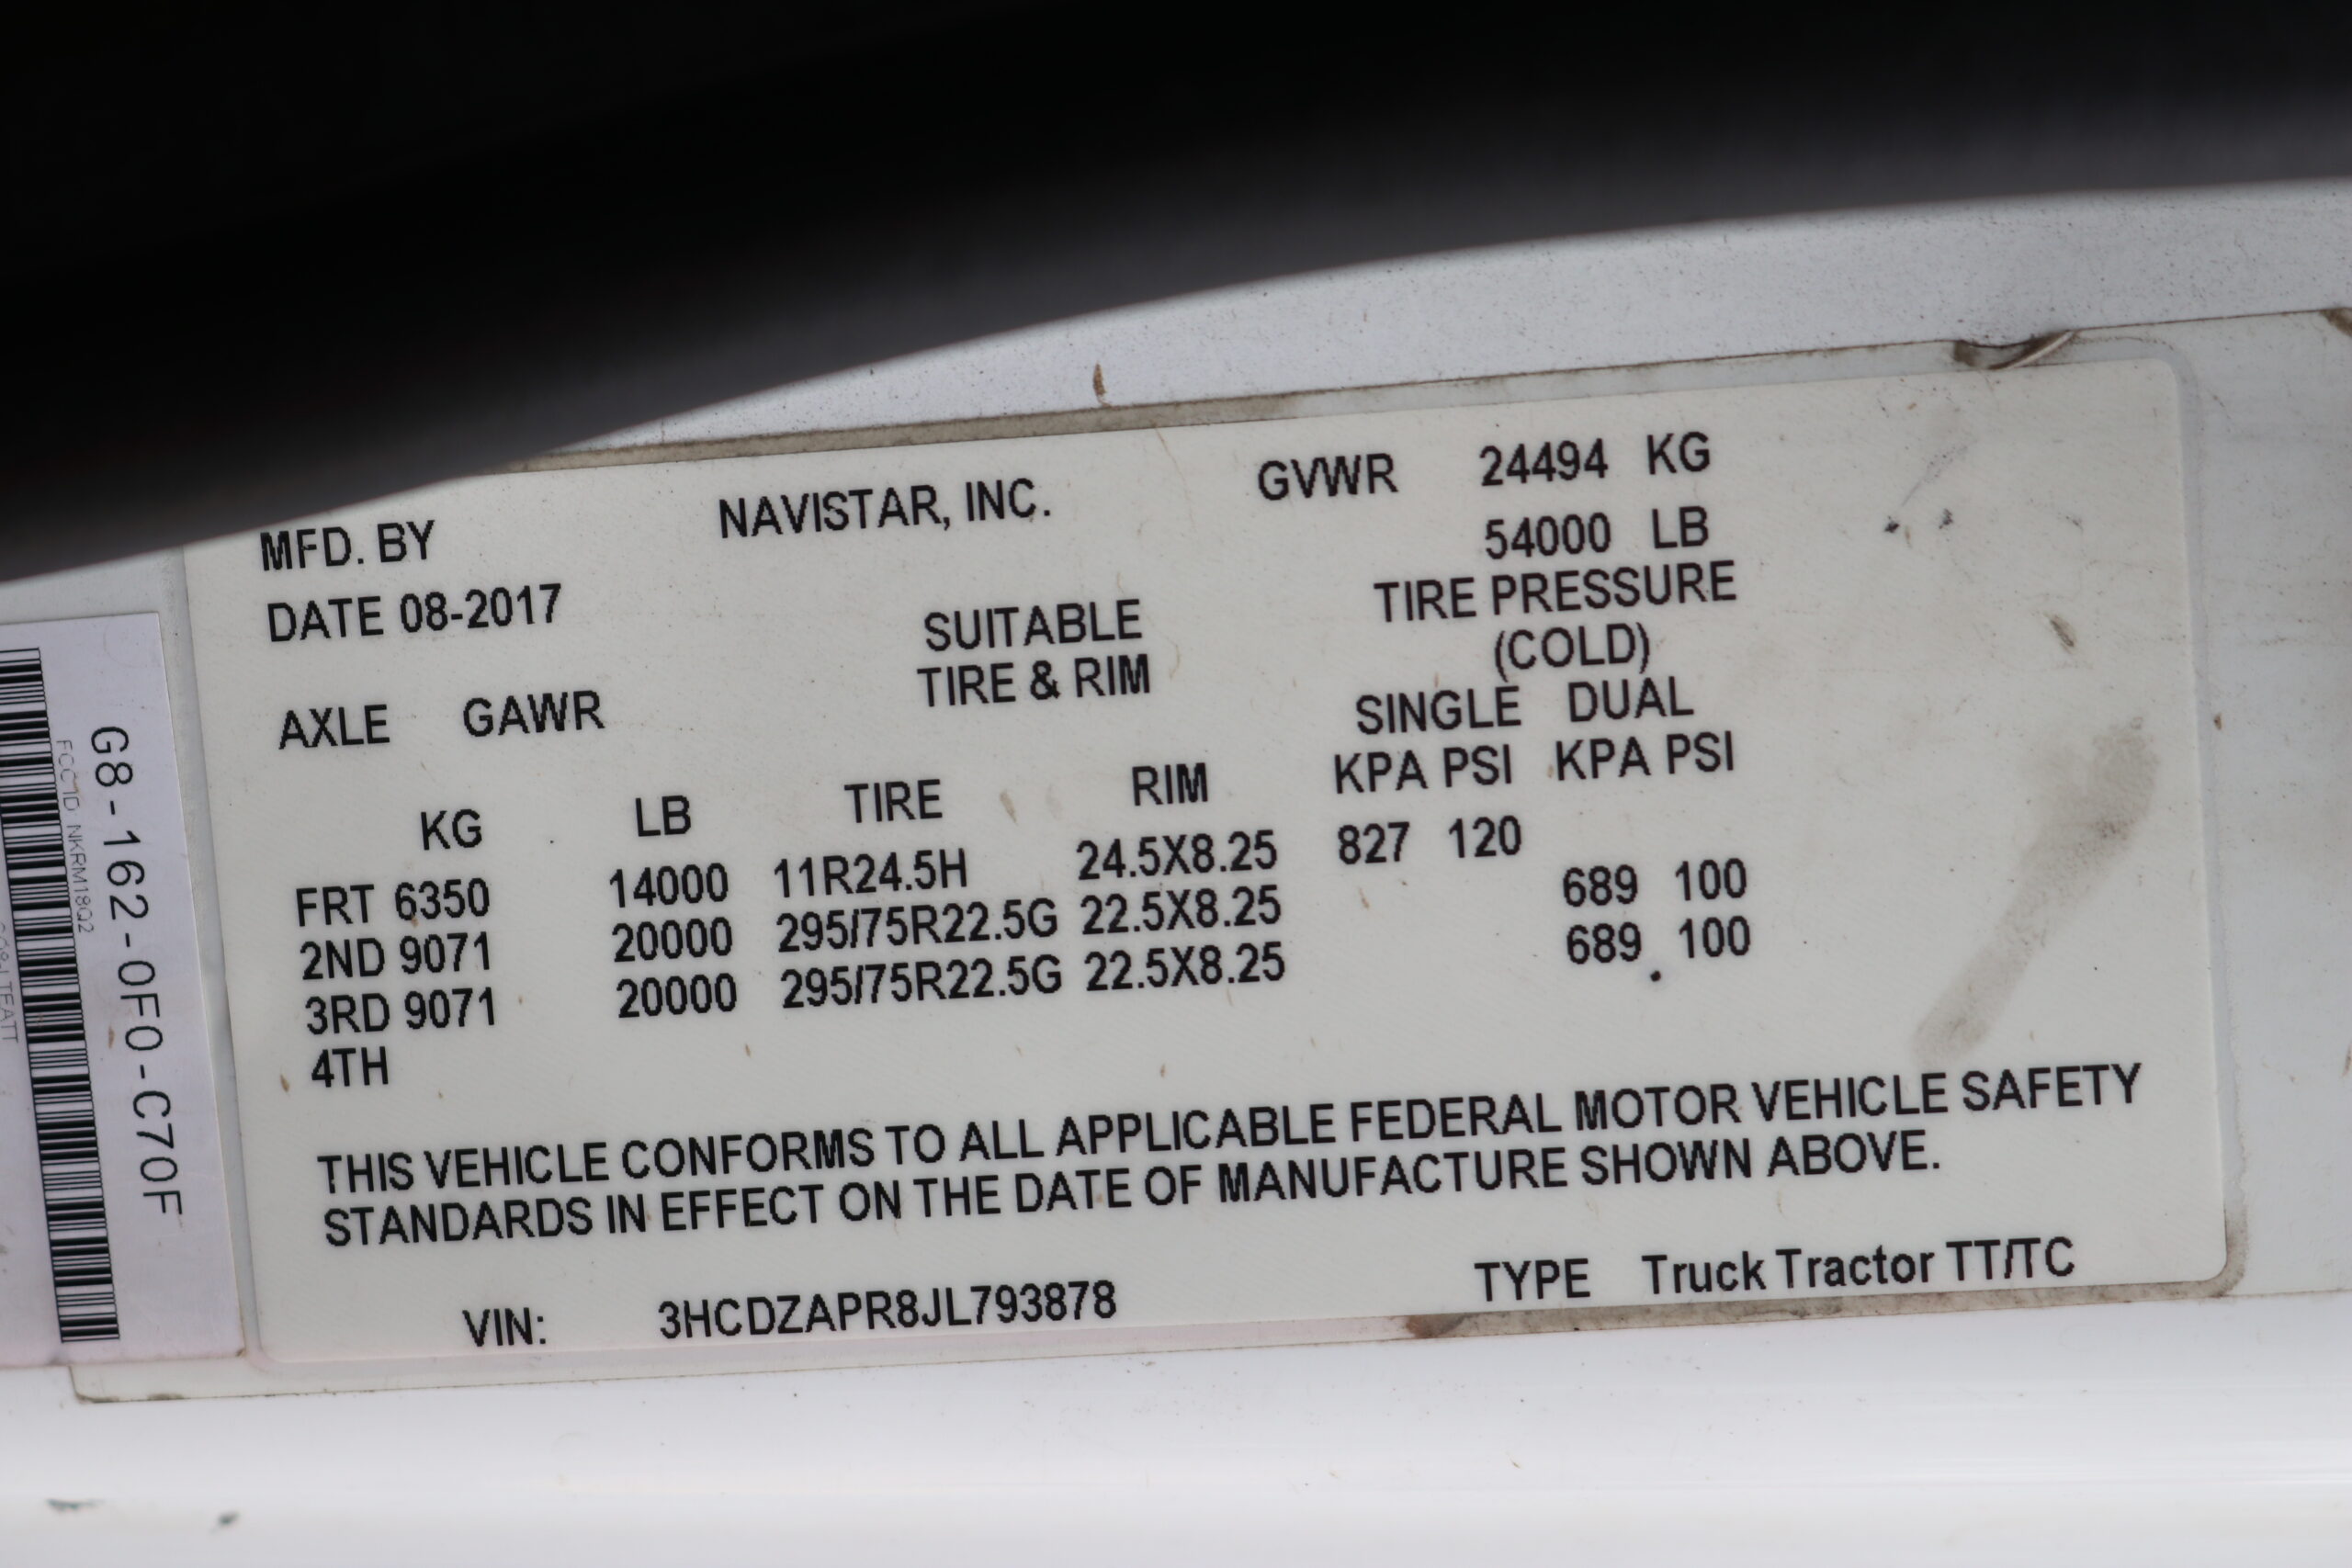 MFD. BY NAVISTAR, INC. GVWR 24494 KG
54000 LB
DATE 08-2017
SUITABLE TIRE PRESSURE
TIRE & RIM (COLD)
AXLE GAWR SINGLE DUAL
KG LB TIRE RIM KPA PSI KPA PSI
FRT 6350 14000 11R24.5H 24.5X8.25 827 120
2ND 9071 20000 295/75R22.5G 22.5X8.25 689 100
3RD 9071 20000 295/75R22.5G 22.5X8.25 689 100
4TH
THIS VEHICLE CONFORMS TO ALL APPLICABLE FEDERAL MOTOR VEHICLE SAFETY
STANDARDS IN EFFECT ON THE DATE OF MANUFACTURE SHOWN ABOVE.
VIN: 3HCDZAPR8JL793878 TYPE Truck Tractor TT/TC
G8-162-0F0-C70F
FCC ID: NKRM18Q2